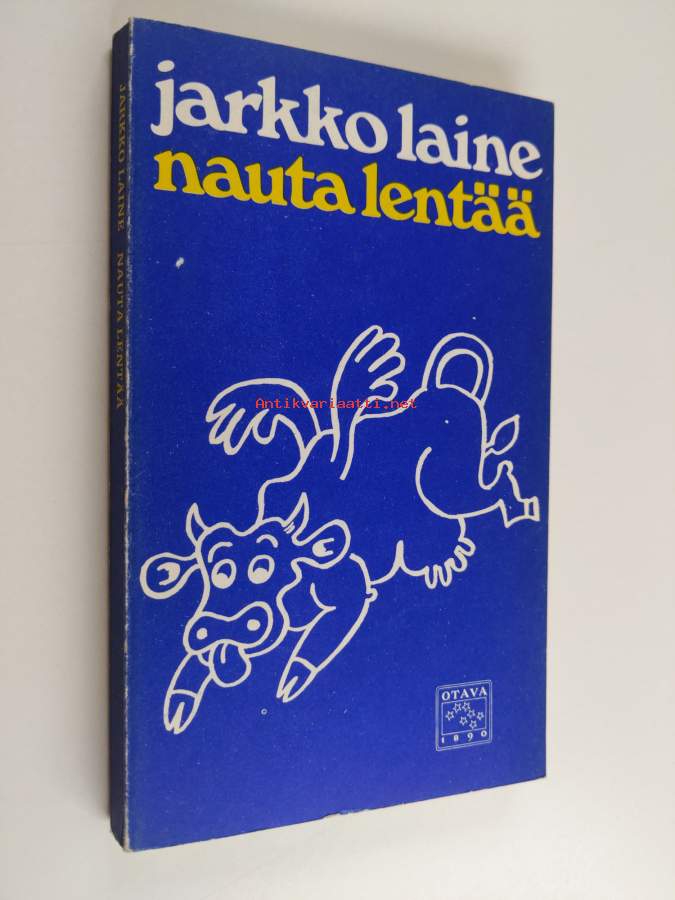 jarkko laine
nauta lentää
JARKKO LAINE NAUTA LENTÄÄ
Antikvariaatti.net
OTAVA
1890